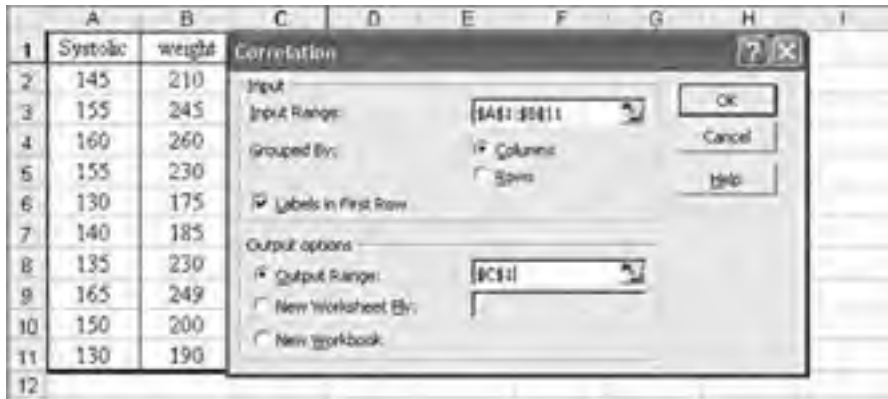 A B C D E F G H I
1 Systolic weight Correlation
2 145 210
3 155 245
4 160 260
5 155 230
6 130 175
7 140 185
8 135 230
9 165 249
10 150 200
11 130 190
12
Input
Input Range: $A$1:$B$11
Grouped By: Columns
Rows
Labels in First Row
Output options
Output Range: $C$1
New Worksheet Ply:
New Workbook
OK
Cancel
Help